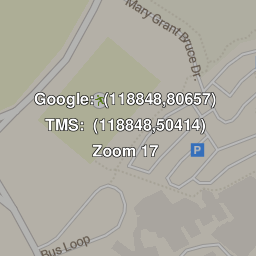 Mary Grant Bruce Dr.
Google: (118848,80657)
TMS: (118848,50414)
Zoom 17
P
Bus Loop